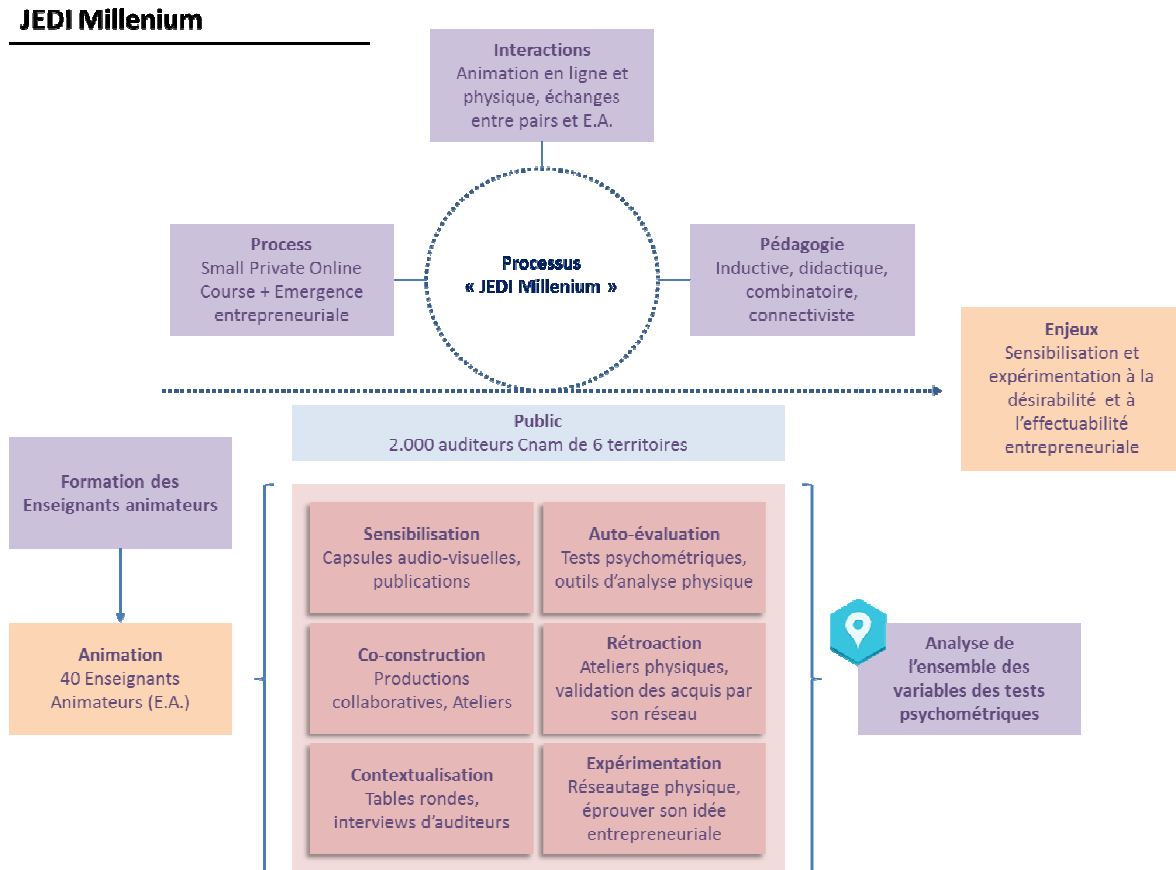 JEDI Millenium
Interactions
Animation en ligne et
physique, échanges
entre pairs et E.A.
Process
Small Private Online
Course + Emergence
entrepreneuriale
Processus
« JEDI Millenium »
Pédagogie
Inductive, didactique,
combinatoire,
connectiviste
Enjeux
Sensibilisation et
expérimentation à la
désirabilité et à
l'effectuabilité
entrepreneuriale
Public
2.000 auditeurs Cnam de 6 territoires
Formation des
Enseignants animateurs
Animation
40 Enseignants
Animateurs (E.A.)
Sensibilisation
Capsules audio-visuelles,
publications
Auto-évaluation
Tests psychométriques,
outils d'analyse physique
Co-construction
Productions
collaboratives, Ateliers
Rétroaction
Ateliers physiques,
validation des acquis par
son réseau
Contextualisation
Tables rondes,
interviews d'auditeurs
Expérimentation
Réseautage physique,
éprouver son idée
entrepreneuriale
Analyse de
l'ensemble des
variables des tests
psychométriques